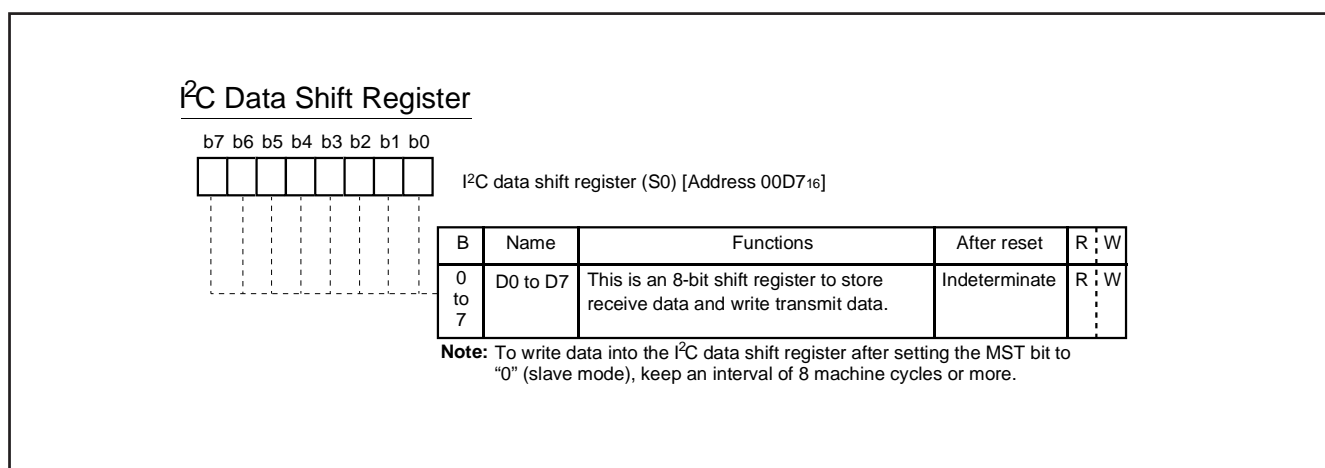 I²C Data Shift Register
b7 b6 b5 b4 b3 b2 b1 b0
I²C data shift register (S0) [Address 00D7₁₆]
B Name Functions After reset R W
0 to 7 D0 to D7 This is an 8-bit shift register to store Indeterminate R W
receive data and write transmit data.
Note: To write data into the I²C data shift register after setting the MST bit to
“0” (slave mode), keep an interval of 8 machine cycles or more.